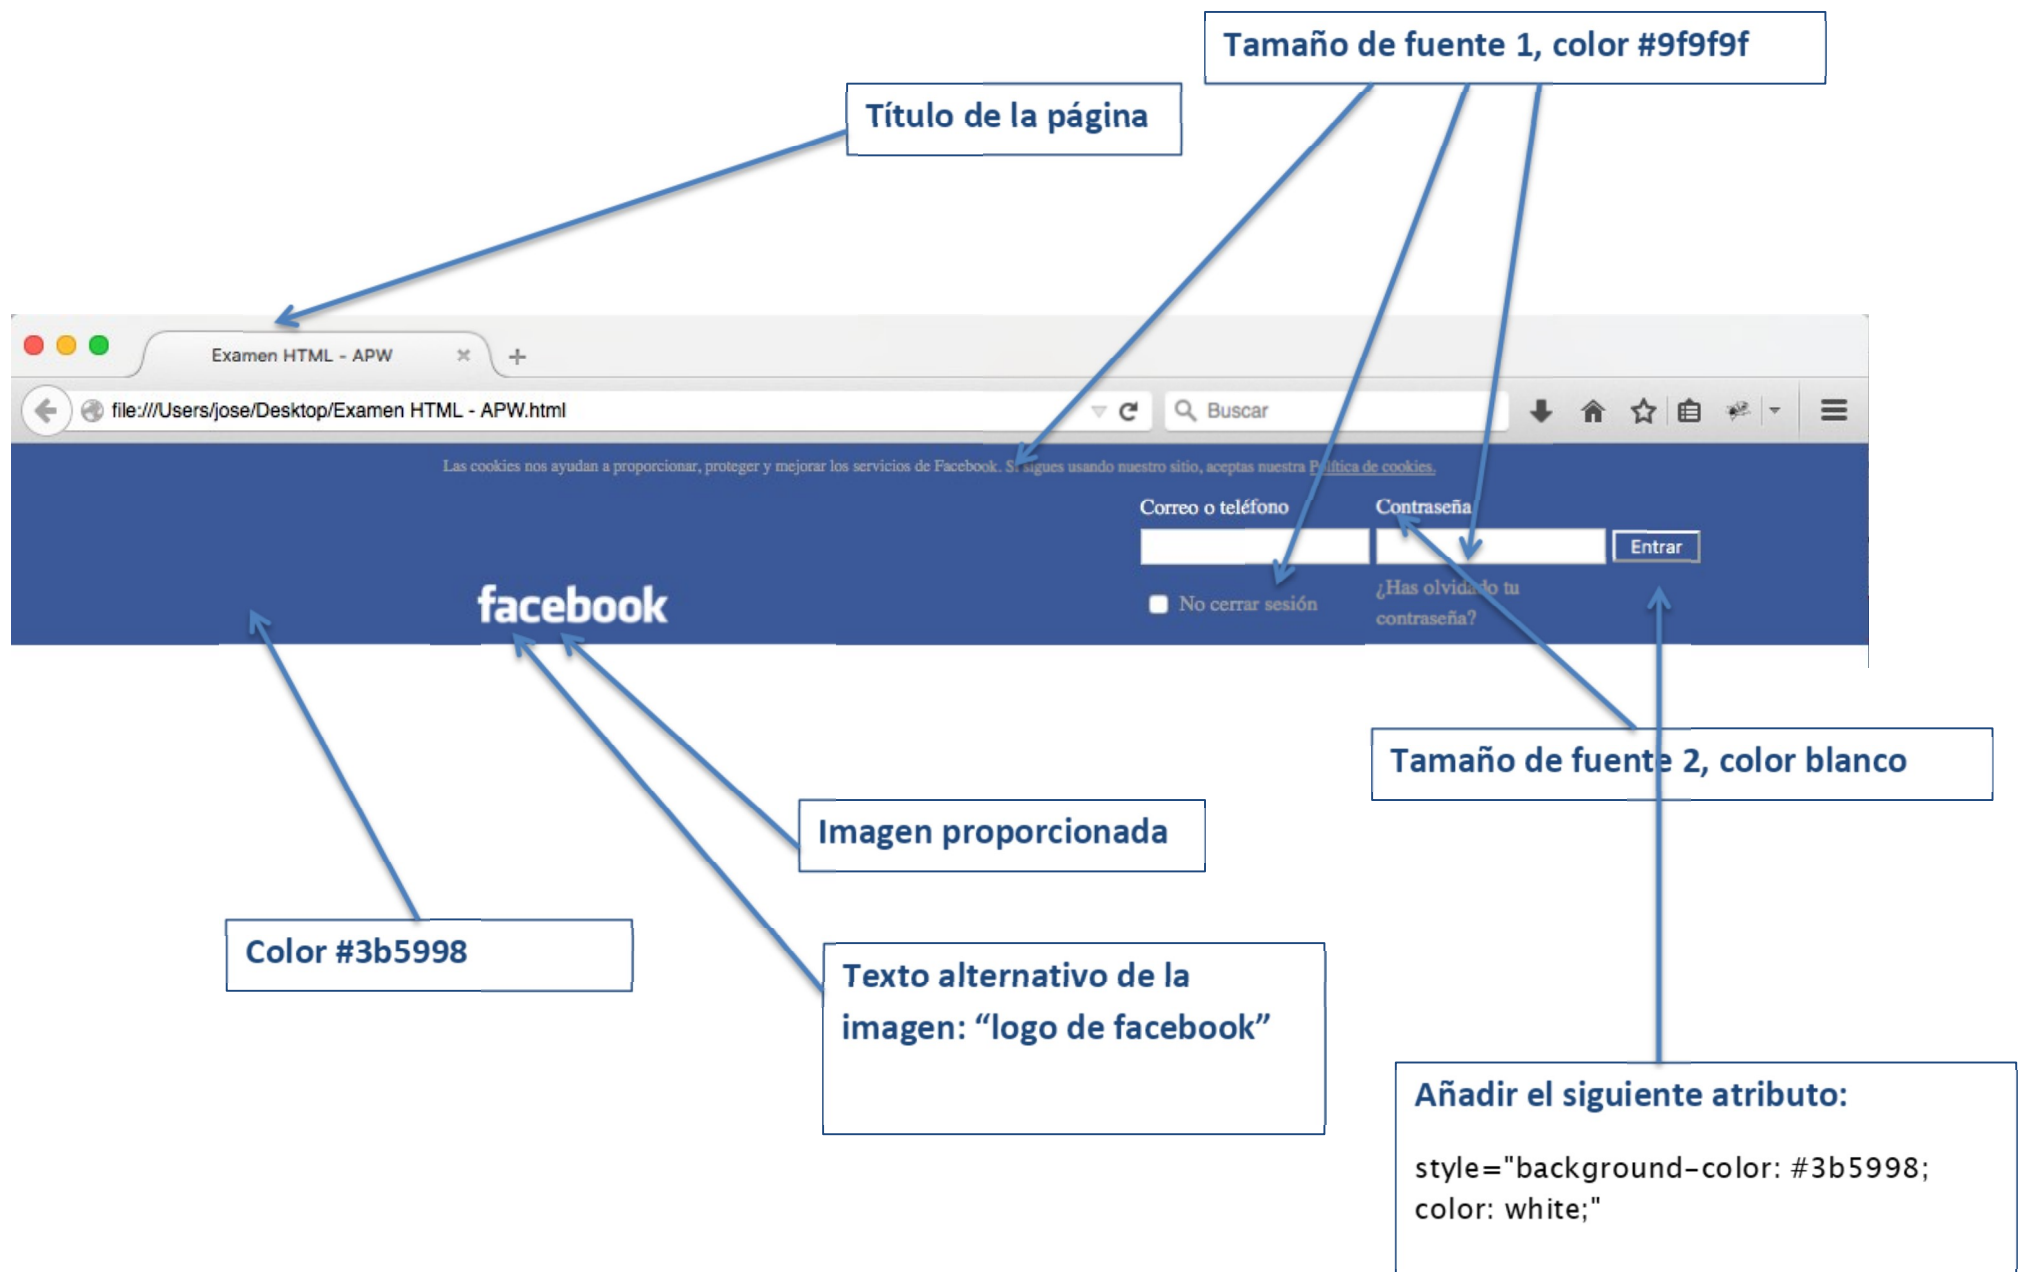 Tamaño de fuente 1, color #9f9f9f
Título de la página
Examen HTML - APW
file:///Users/jose/Desktop/Examen HTML - APW.html
Buscar
Las cookies nos ayudan a proporcionar, proteger y mejorar los servicios de Facebook. Si sigues usando nuestro sitio, aceptas nuestra Política de cookies.
Correo o teléfono
Contraseña
Entrar
facebook
No cerrar sesión
¿Has olvidado tu
contraseña?
Tamaño de fuente 2, color blanco
Imagen proporcionada
Color #3b5998
Texto alternativo de la
imagen: “logo de facebook”
Añadir el siguiente atributo:
style="background-color: #3b5998;
color: white;"